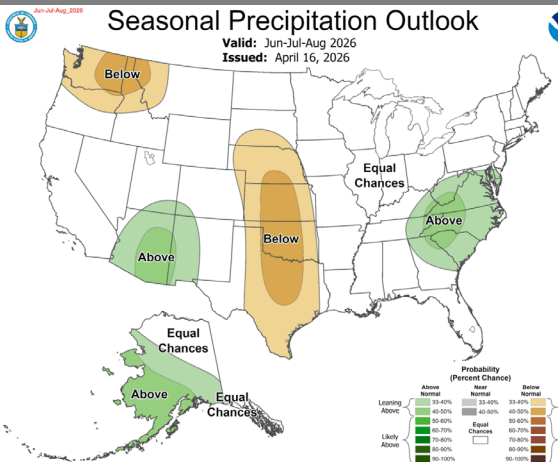 Jun-Jul-Aug_2026
Seasonal Precipitation Outlook
Valid: Jun-Jul-Aug 2026
Issued: April 16, 2026
Below
Equal
Chances
Above
Below
Above
Equal
Chances
Above
Equal
Chances
Probability
(Percent Chance)
Above
Normal
Near
Normal
Below
Normal
Leaning
Above
33-40%
33-40%
33-40%
40-50%
40-50%
40-50%
50-60%
Equal
Chances
50-60%
60-70%
60-70%
Likely
Above
70-80%
70-80%
80-90%
80-90%
90-100%
90-100%